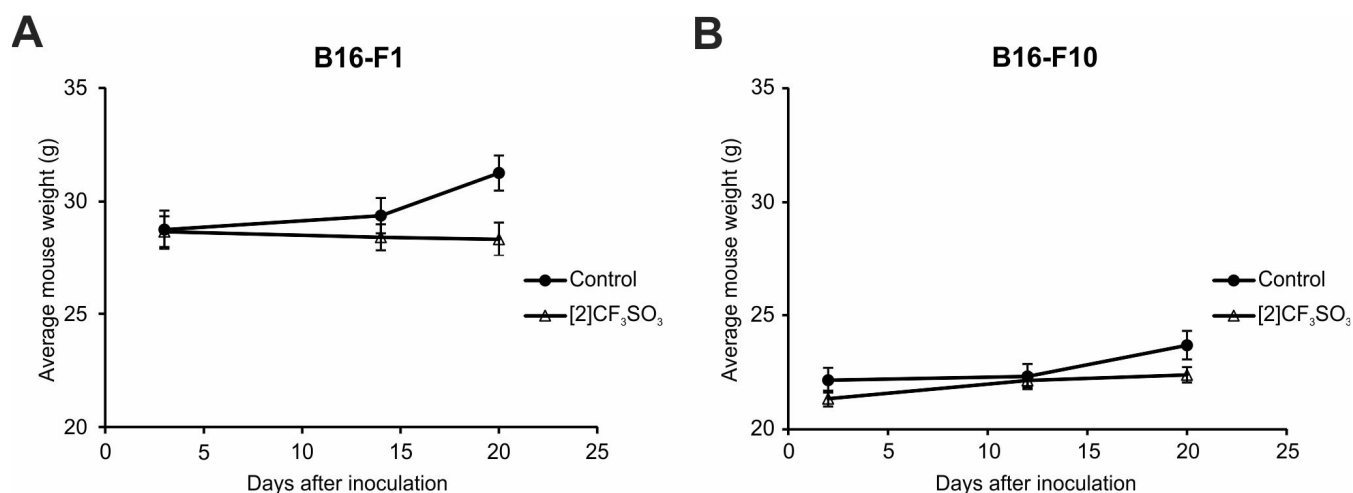 A
B16-F1
35
30
25
20
0 5 10 15 20 25
Average mouse weight (g)
Days after inoculation
Control
[2]CF₃SO₃
B
B16-F10
35
30
25
20
0 5 10 15 20 25
Average mouse weight (g)
Days after inoculation
Control
[2]CF₃SO₃